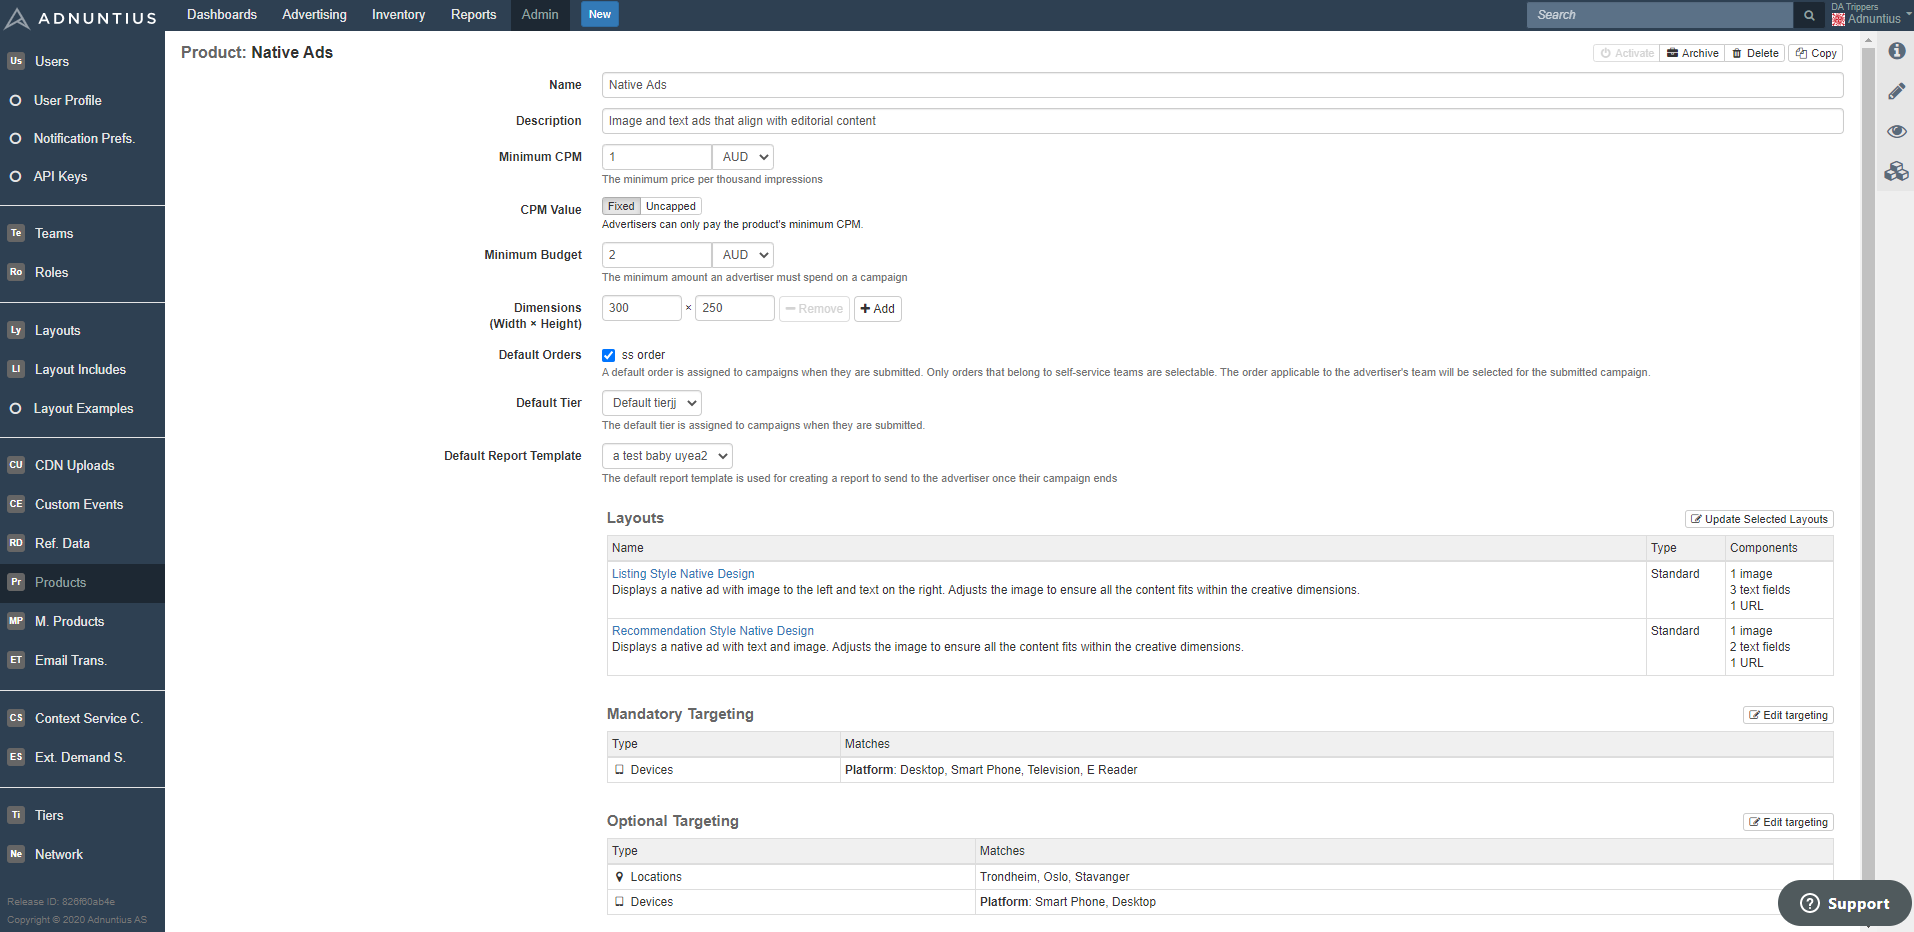 ADNUNTIUS
Dashboards Advertising Inventory Reports Admin New
Search
DA Trippers
Adnuntius
Us Users
User Profile
Notification Prefs.
API Keys
Te Teams
Ro Roles
Ly Layouts
LI Layout Includes
Layout Examples
CU CDN Uploads
CE Custom Events
RD Ref. Data
Pr Products
MP M. Products
ET Email Trans.
CS Context Service C.
ES Ext. Demand S.
Ti Tiers
Ne Network
Release ID: 826f60ab4e
Copyright © 2020 Adnuntius AS
Product: Native Ads
Activate Archive Delete Copy
Name Native Ads
Description Image and text ads that align with editorial content
Minimum CPM 1 AUD
The minimum price per thousand impressions
CPM Value Fixed Uncapped
Advertisers can only pay the product's minimum CPM.
Minimum Budget 2 AUD
The minimum amount an advertiser must spend on a campaign
Dimensions 300 × 250 Remove Add
(Width × Height)
Default Orders ss order
A default order is assigned to campaigns when they are submitted. Only orders that belong to self-service teams are selectable. The order applicable to the advertiser's team will be selected for the submitted campaign.
Default Tier Default tierjj
The default tier is assigned to campaigns when they are submitted.
Default Report Template a test baby uyea2
The default report template is used for creating a report to send to the advertiser once their campaign ends
Layouts Update Selected Layouts
Name Type Components
Listing Style Native Design Standard 1 image
Displays a native ad with image to the left and text on the right. Adjusts the image to ensure all the content fits within the creative dimensions. 3 text fields
1 URL
Recommendation Style Native Design Standard 1 image
Displays a native ad with text and image. Adjusts the image to ensure all the content fits within the creative dimensions. 2 text fields
1 URL
Mandatory Targeting Edit targeting
Type Matches
Devices Platform: Desktop, Smart Phone, Television, E Reader
Optional Targeting Edit targeting
Type Matches
Locations Trondheim, Oslo, Stavanger
Devices Platform: Smart Phone, Desktop
Support